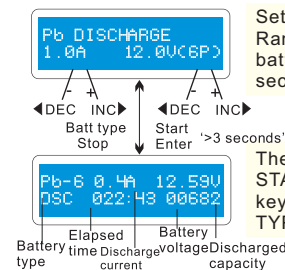 Pb DISCHARGE
1.0A 12.0V(6P)
Set
Ran
batt
seco
- + - +
◀DEC INC▶ ◀DEC INC▶
Batt type Start
Stop Enter '>3 seconds'
The
STA
key
TYP
Pb-6 0.4A 12.59V
DSC 022:43 00682
Battery type
Elapsed time
Discharge current
Battery voltage
Discharged capacity